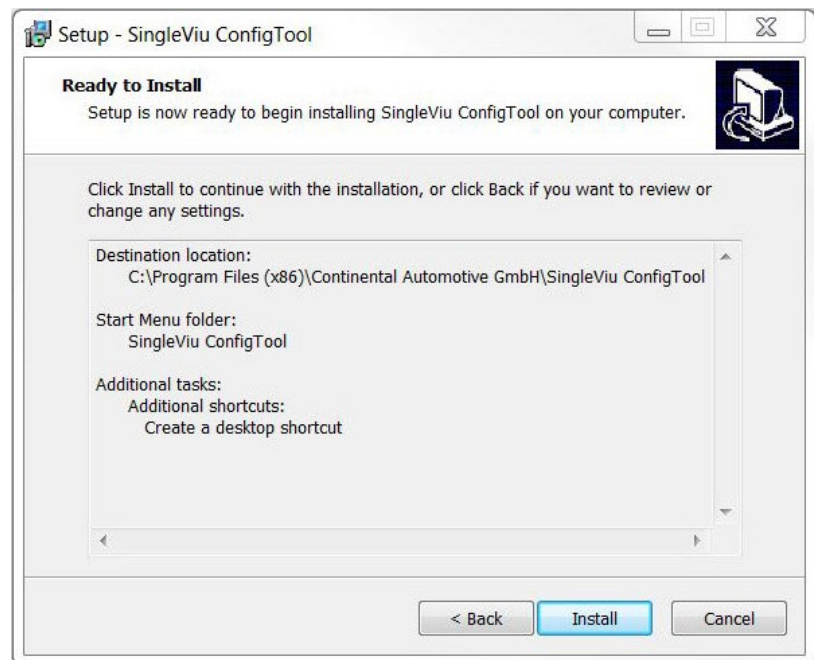 Setup - SingleViu ConfigTool
Ready to Install
Setup is now ready to begin installing SingleViu ConfigTool on your computer.
Click Install to continue with the installation, or click Back if you want to review or
change any settings.
Destination location:
C:\Program Files (x86)\Continental Automotive GmbH\SingleViu ConfigTool
Start Menu folder:
SingleViu ConfigTool
Additional tasks:
Additional shortcuts:
Create a desktop shortcut
< Back Install Cancel